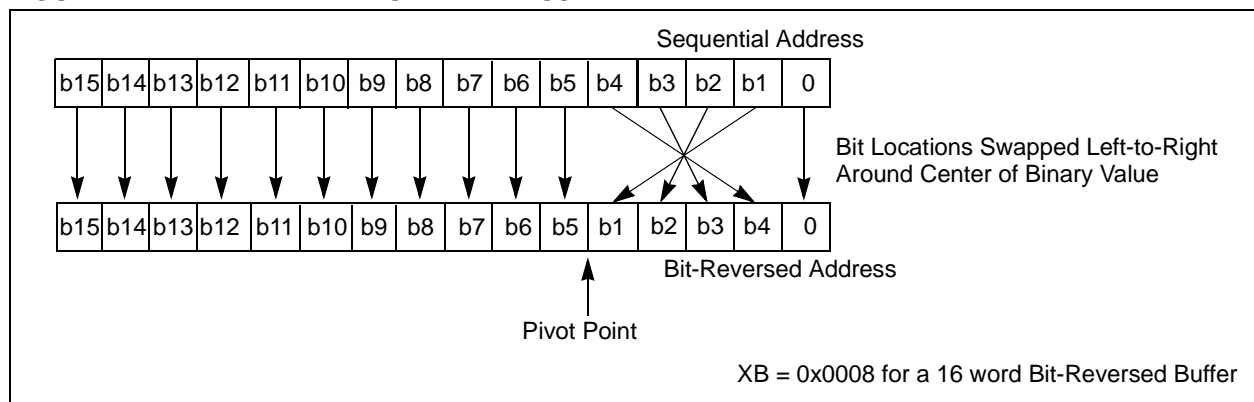 Sequential Address
b15 b14 b13 b12 b11 b10 b9 b8 b7 b6 b5 b4 b3 b2 b1 0
Bit Locations Swapped Left-to-Right
Around Center of Binary Value
b15 b14 b13 b12 b11 b10 b9 b8 b7 b6 b5 b1 b2 b3 b4 0
Bit-Reversed Address
Pivot Point
XB = 0x0008 for a 16 word Bit-Reversed Buffer